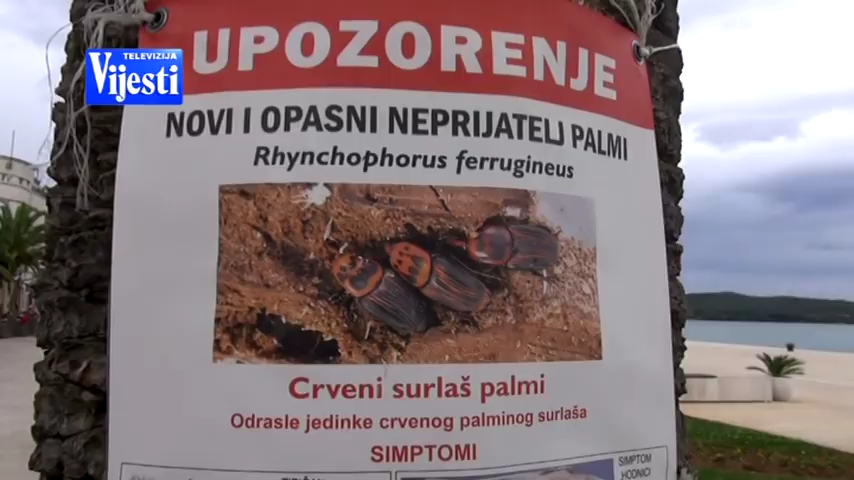 TELEVIZIJA
Vijesti
UPOZORENJE
NOVI I OPASNI NEPRIJATELJ PALMI
Rhynchophorus ferrugineus
Crveni surlaš palmi
Odrasle jedinke crvenog palminog surlaša
SIMPTOMI
SIMPTOM
HODNICI